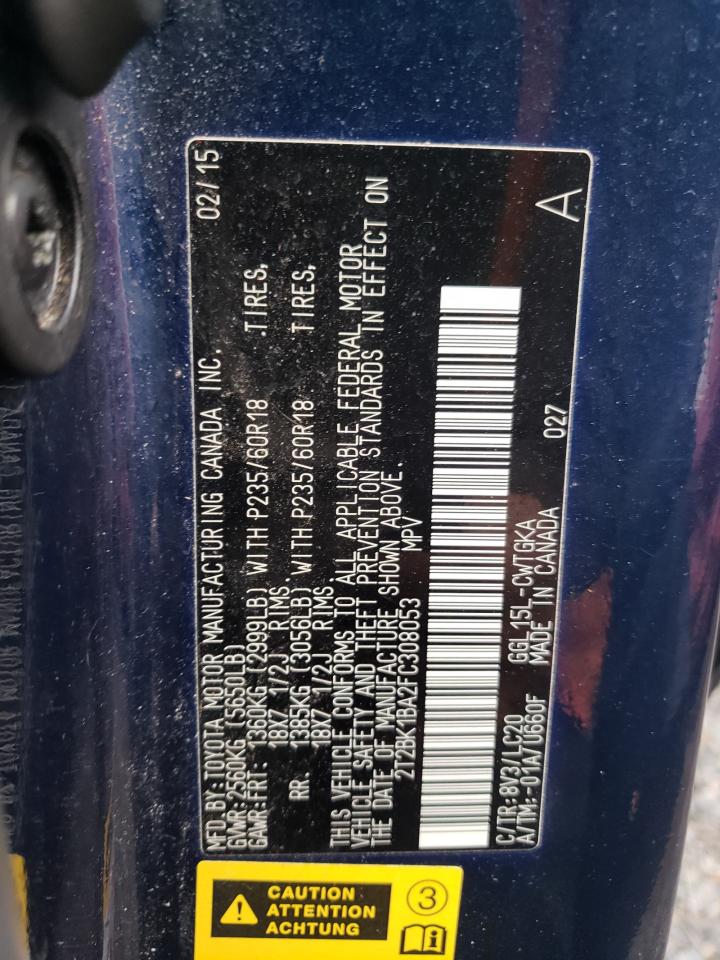 MFD.BY:TOYOTA MOTOR MANUFACTURING CANADA INC. 02/15
GVWR:2560KG(5650LB)
GAWR:FRT. 1360KG(2999LB)WITH P235/60R18 TIRES,
18X7 1/2J RIMS.
RR. 1385KG(3056LB)WITH P235/60R18 TIRES,
18X7 1/2J RIMS.
THIS VEHICLE CONFORMS TO ALL APPLICABLE FEDERAL MOTOR
VEHICLE SAFETY AND THEFT PREVENTION STANDARDS IN EFFECT ON
THE DATE OF MANUFACTURE SHOWN ABOVE.
2T2BK1BA2FC308053 MPV
A
C/TR:8V3/LC20 GGL15L-CWTGKA 027
A/TM:-01A/U660F MADE IN CANADA
CAUTION
ATTENTION
ACHTUNG
3